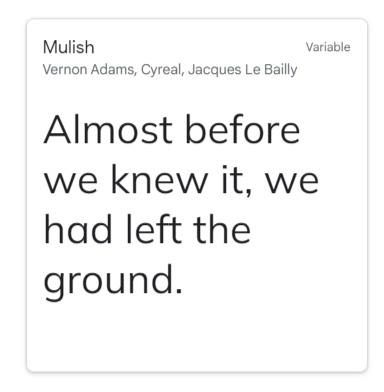 Mulish
Variable
Vernon Adams, Cyreal, Jacques Le Bailly
Almost before
we knew it, we
had left the
ground.